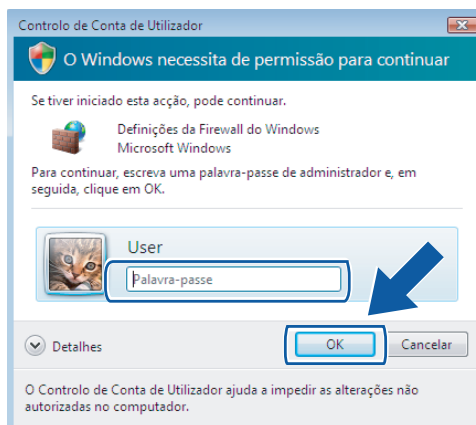 Controlo de Conta de Utilizador
O Windows necessita de permissão para continuar
Se tiver iniciado esta acção, pode continuar.
Definições da Firewall do Windows
Microsoft Windows
Para continuar, escreva uma palavra-passe de administrador e, em
seguida, clique em OK.
User
Palavra-passe
Detalhes
OK
Cancelar
O Controlo de Conta de Utilizador ajuda a impedir as alterações não
autorizadas no computador.